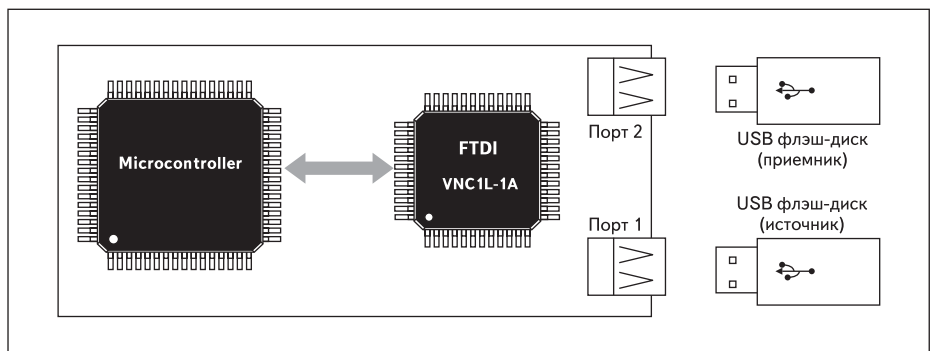 Microcontroller
FTDI
VNC1L-1A
Порт 2
USB флэш-диск
(приемник)
Порт 1
USB флэш-диск
(источник)